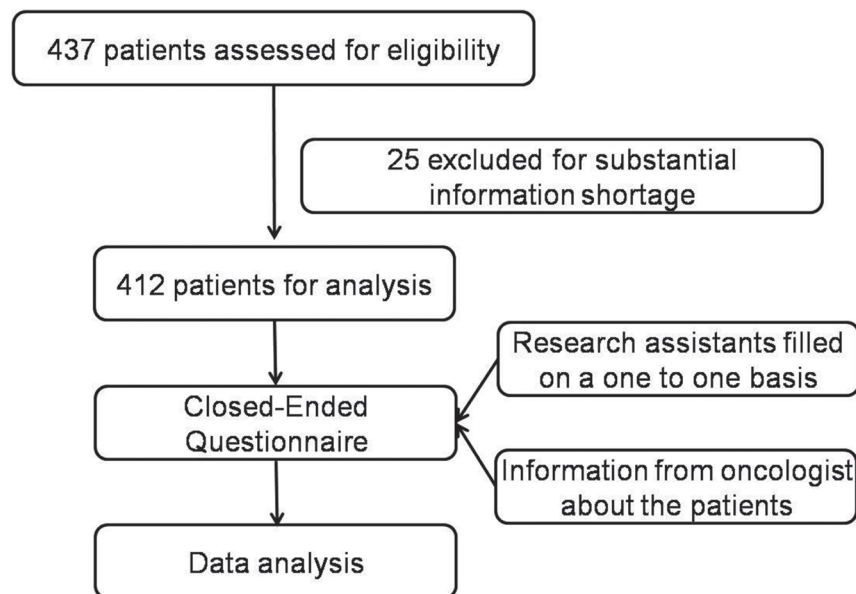 437 patients assessed for eligibility
25 excluded for substantial
information shortage
412 patients for analysis
Research assistants filled
on a one to one basis
Closed-Ended
Questionnaire
Information from oncologist
about the patients
Data analysis